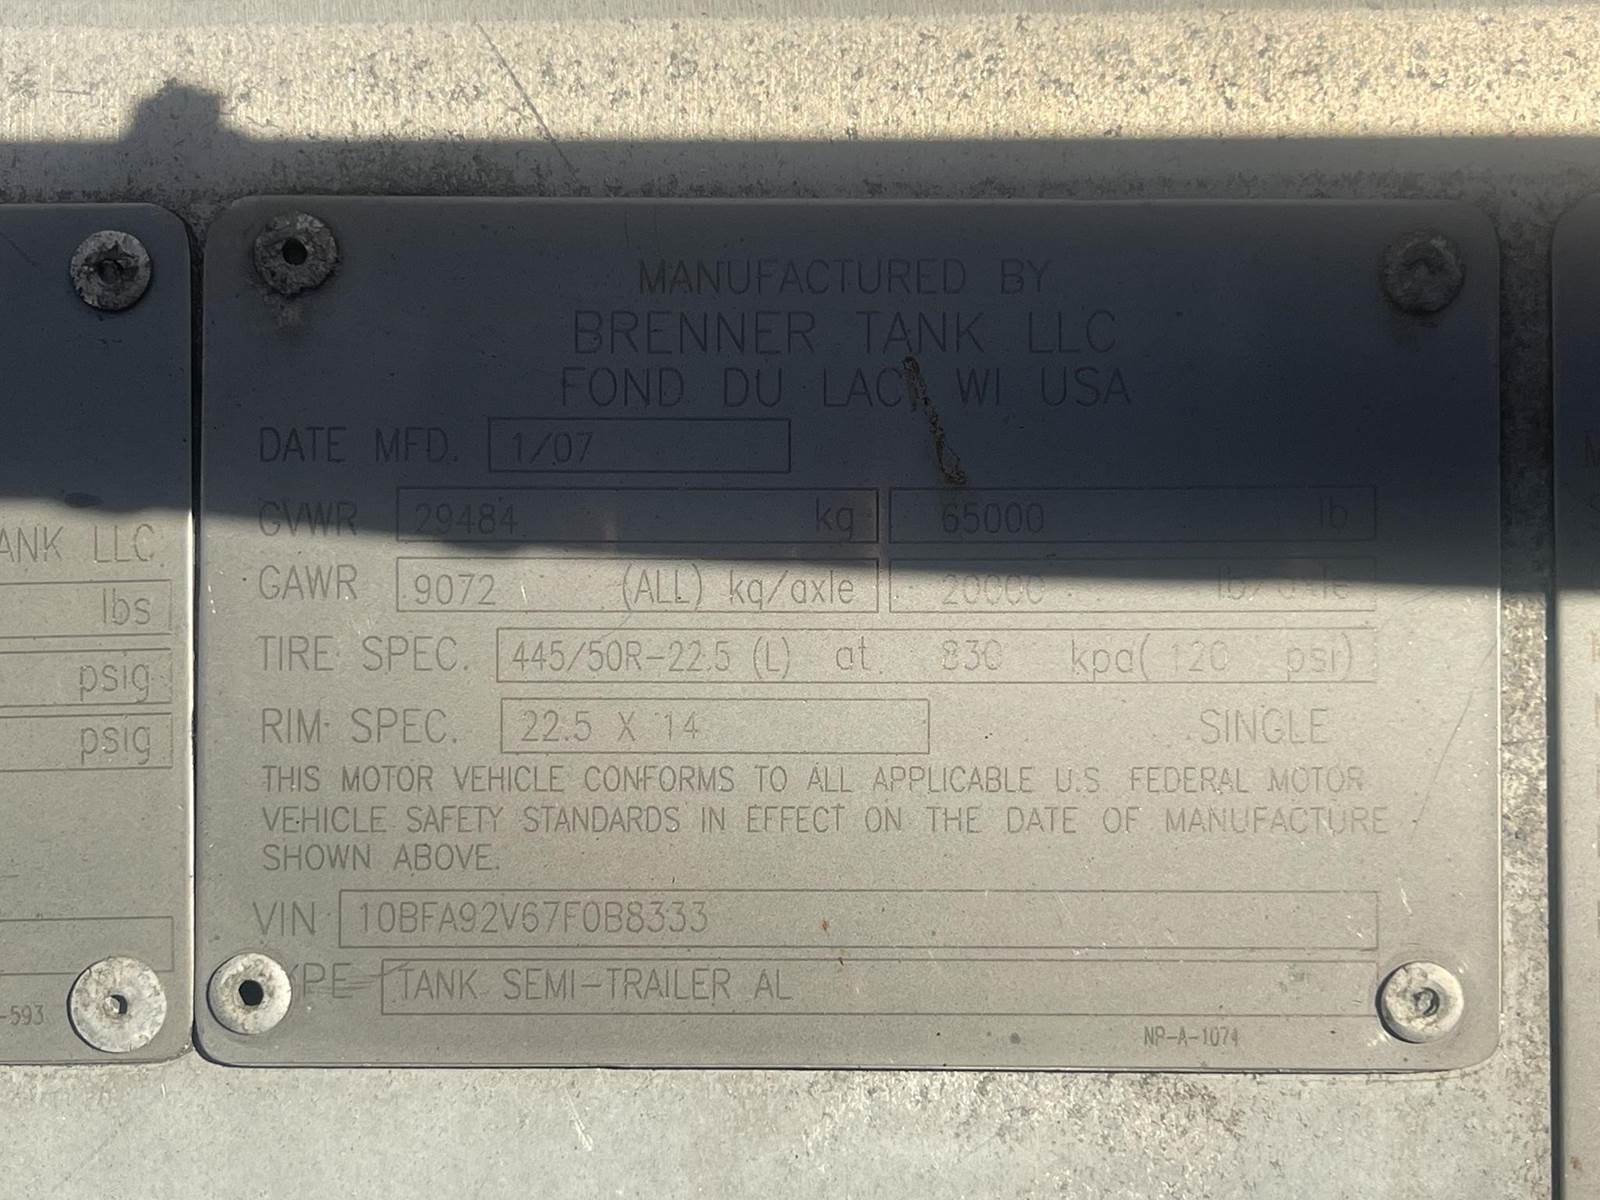 MANUFACTURED BY
BRENNER TANK LLC
FOND DU LAC, WI USA
DATE MFD. 1/07
GVWR 29484 kg 65000 lb
GAWR 9072 (ALL) kg/axle 20000 lb/axle
TIRE SPEC. 445/50R-22.5 (L) at 830 kpa( 120 psi)
RIM SPEC. 22.5 X 14 SINGLE
THIS MOTOR VEHICLE CONFORMS TO ALL APPLICABLE U.S FEDERAL MOTOR
VEHICLE SAFETY STANDARDS IN EFFECT ON THE DATE OF MANUFACTURE
SHOWN ABOVE.
VIN 10BFA92V67F0B8333
TANK SEMI-TRAILER AL
NP-A-1074
LLC.
lbs
psig
psig
-593